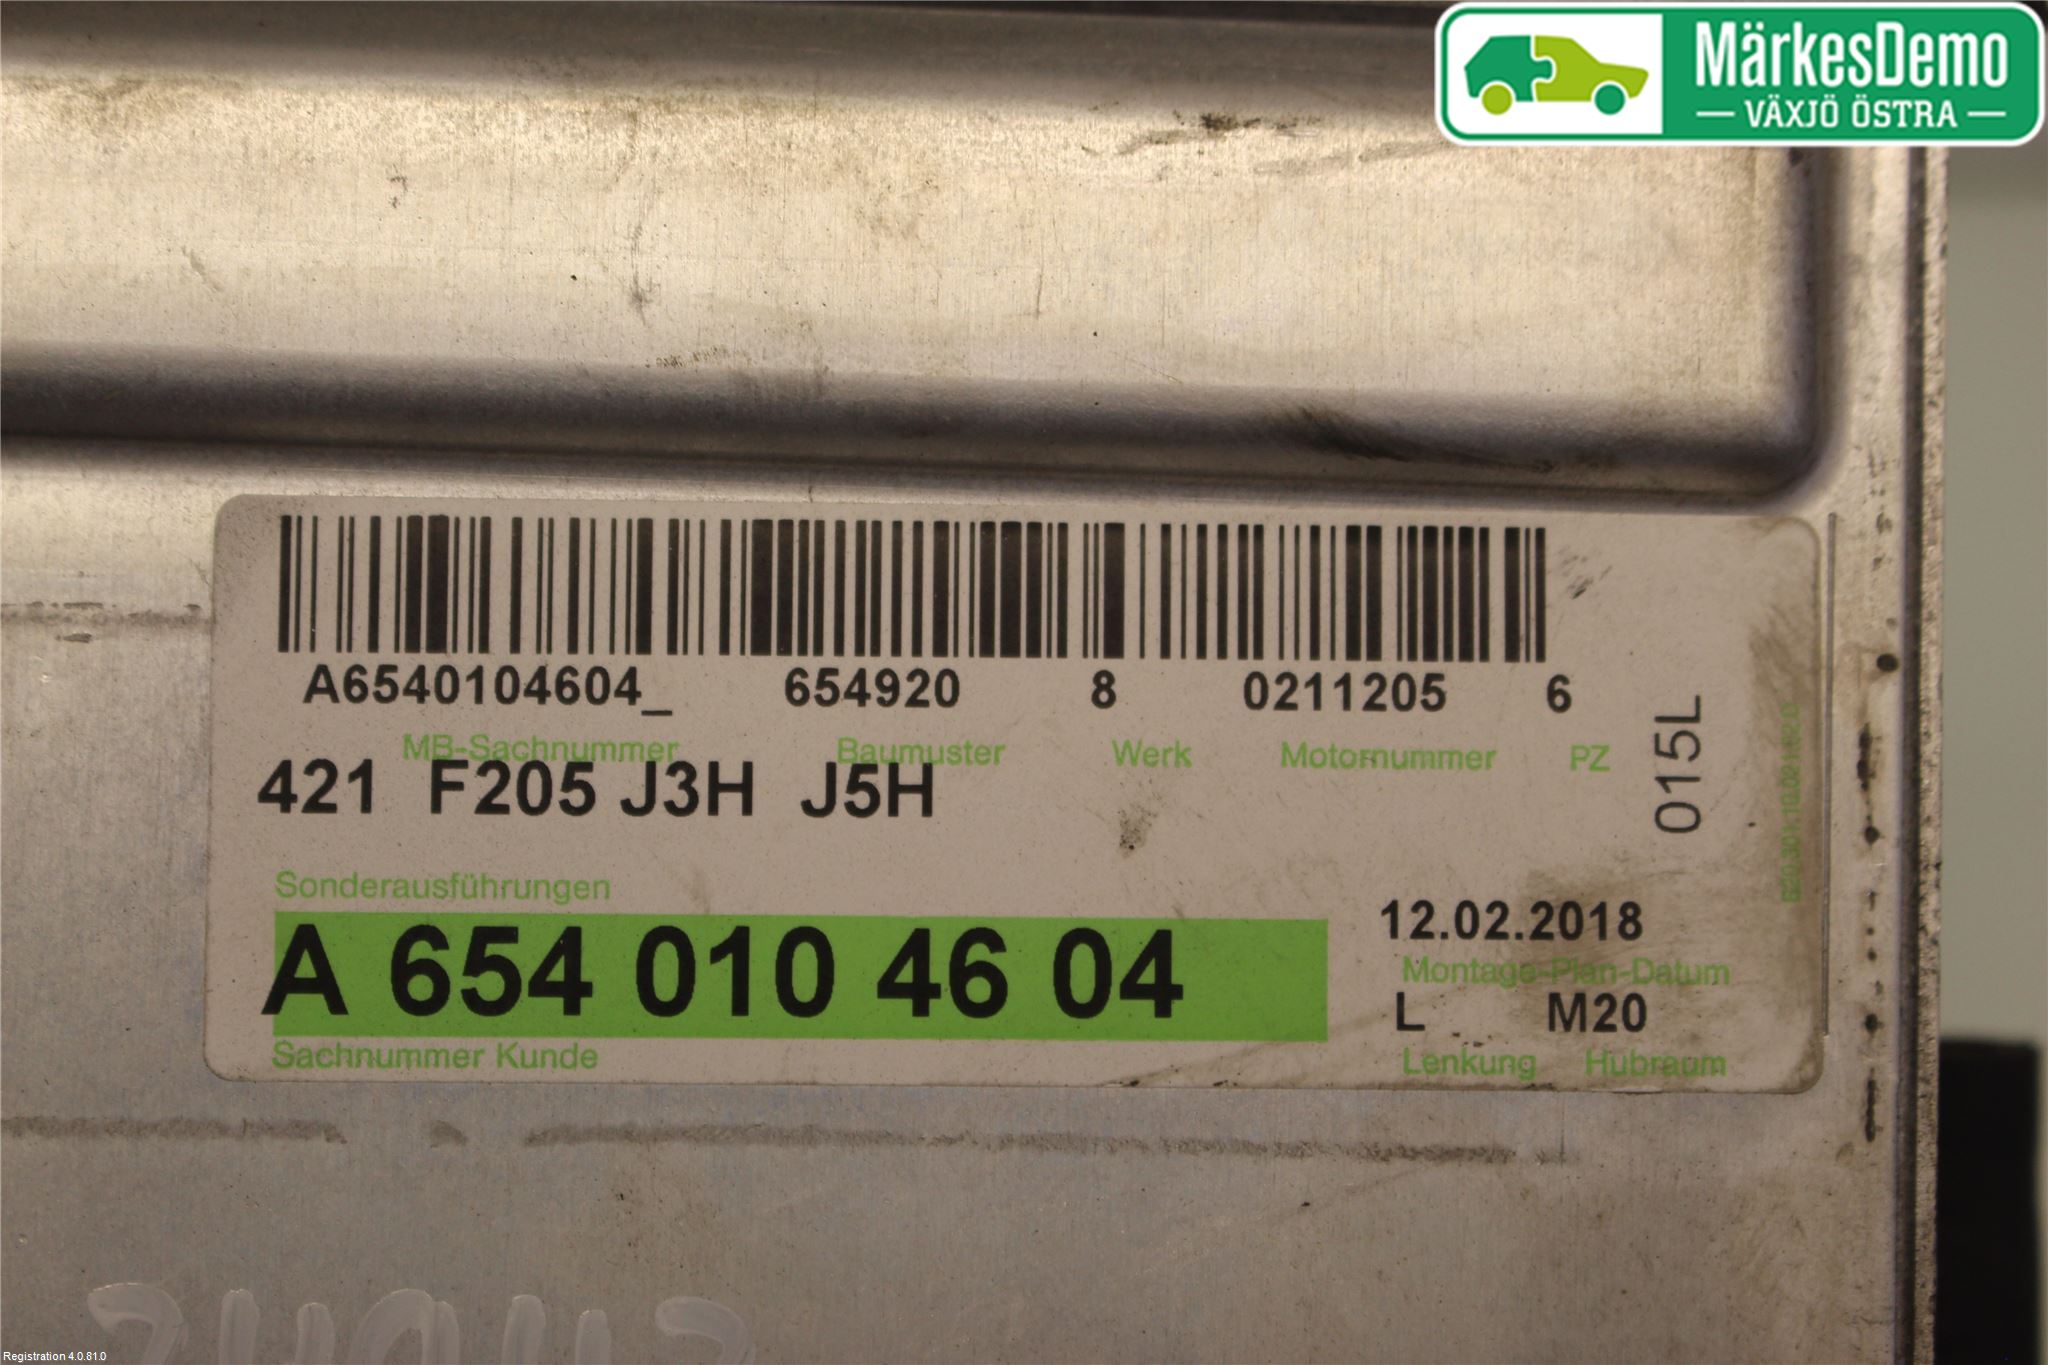 MärkesDemo
VÄXJÖ ÖSTRA
A6540104604_ 654920 8 0211205 6
MB-Sachnummer Baumuster Werk Motornummer PZ
421 F205 J3H J5H
015L
Sonderausführungen
A 654 010 46 04
12.02.2018
Montage-Plan-Datum
L M20
Sachnummer Kunde
Lenkung Hubraum
Registration 4.0.81.0